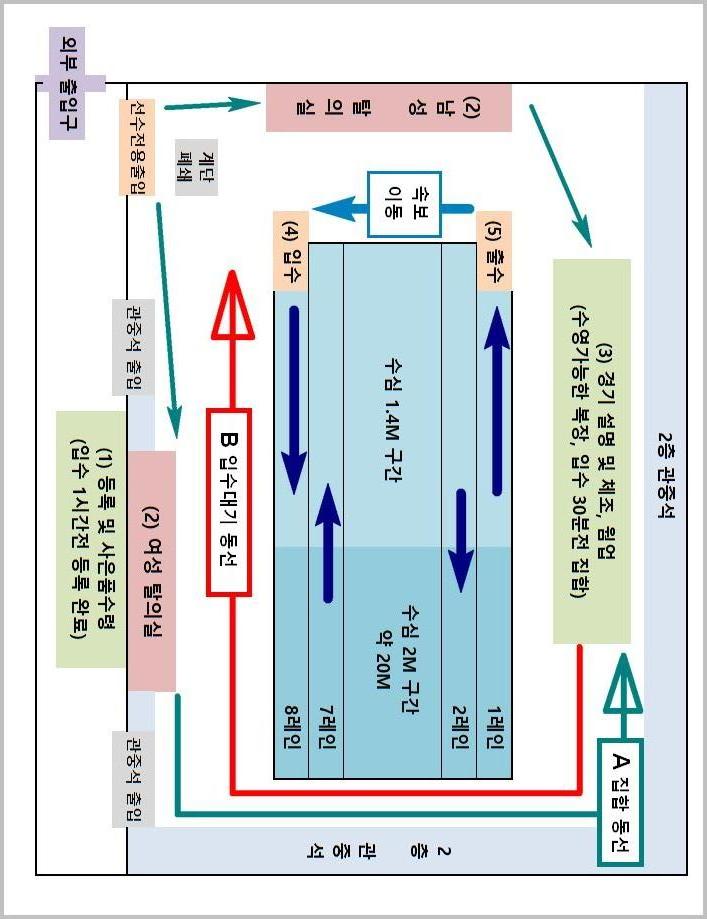 외부 출입구
선수전용출입
(2) 남성 탈의실
계단
폐쇄
속보
이동
(4) 입수
(5) 출수
(3) 경기 설명 및 체조, 웜업
(수영가능한 복장, 입수 30분전 집합)
2층 관중석
관중석 출입
수심 1.4M 구간
B 입수대기 동선
(1) 등록 및 사은품수령
(입수 1시간전 등록 완료)
(2) 여성 탈의실
수심 2M 구간
약 20M
8레인
7레인
2레인
1레인
관중석 출입
A 집합 동선
2층 관중석